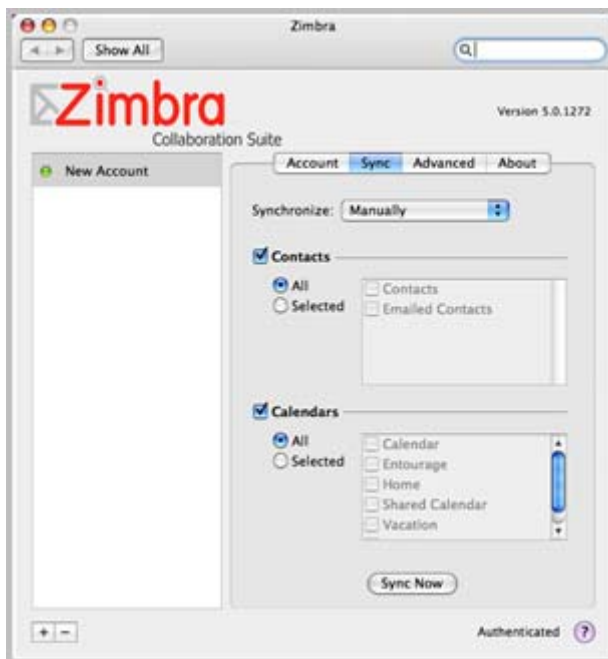 Zimbra
Show All
Zimbra
Version 5.0.1272
Collaboration Suite
New Account
Account Sync Advanced About
Synchronize: Manually
Contacts
All
Selected
Contacts
Emailed Contacts
Calendars
All
Selected
Calendar
Entourage
Home
Shared Calendar
Vacation
Sync Now
+ −
Authenticated ?